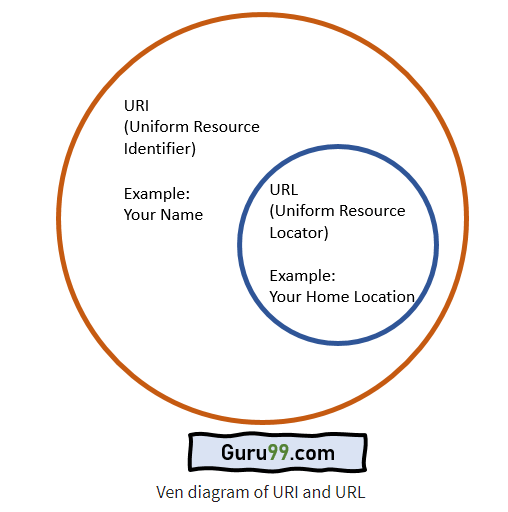 URI
(Uniform Resource
Identifier)
Example:
Your Name
URL
(Uniform Resource
Locator)
Example:
Your Home Location
Guru99.com
Ven diagram of URI and URL